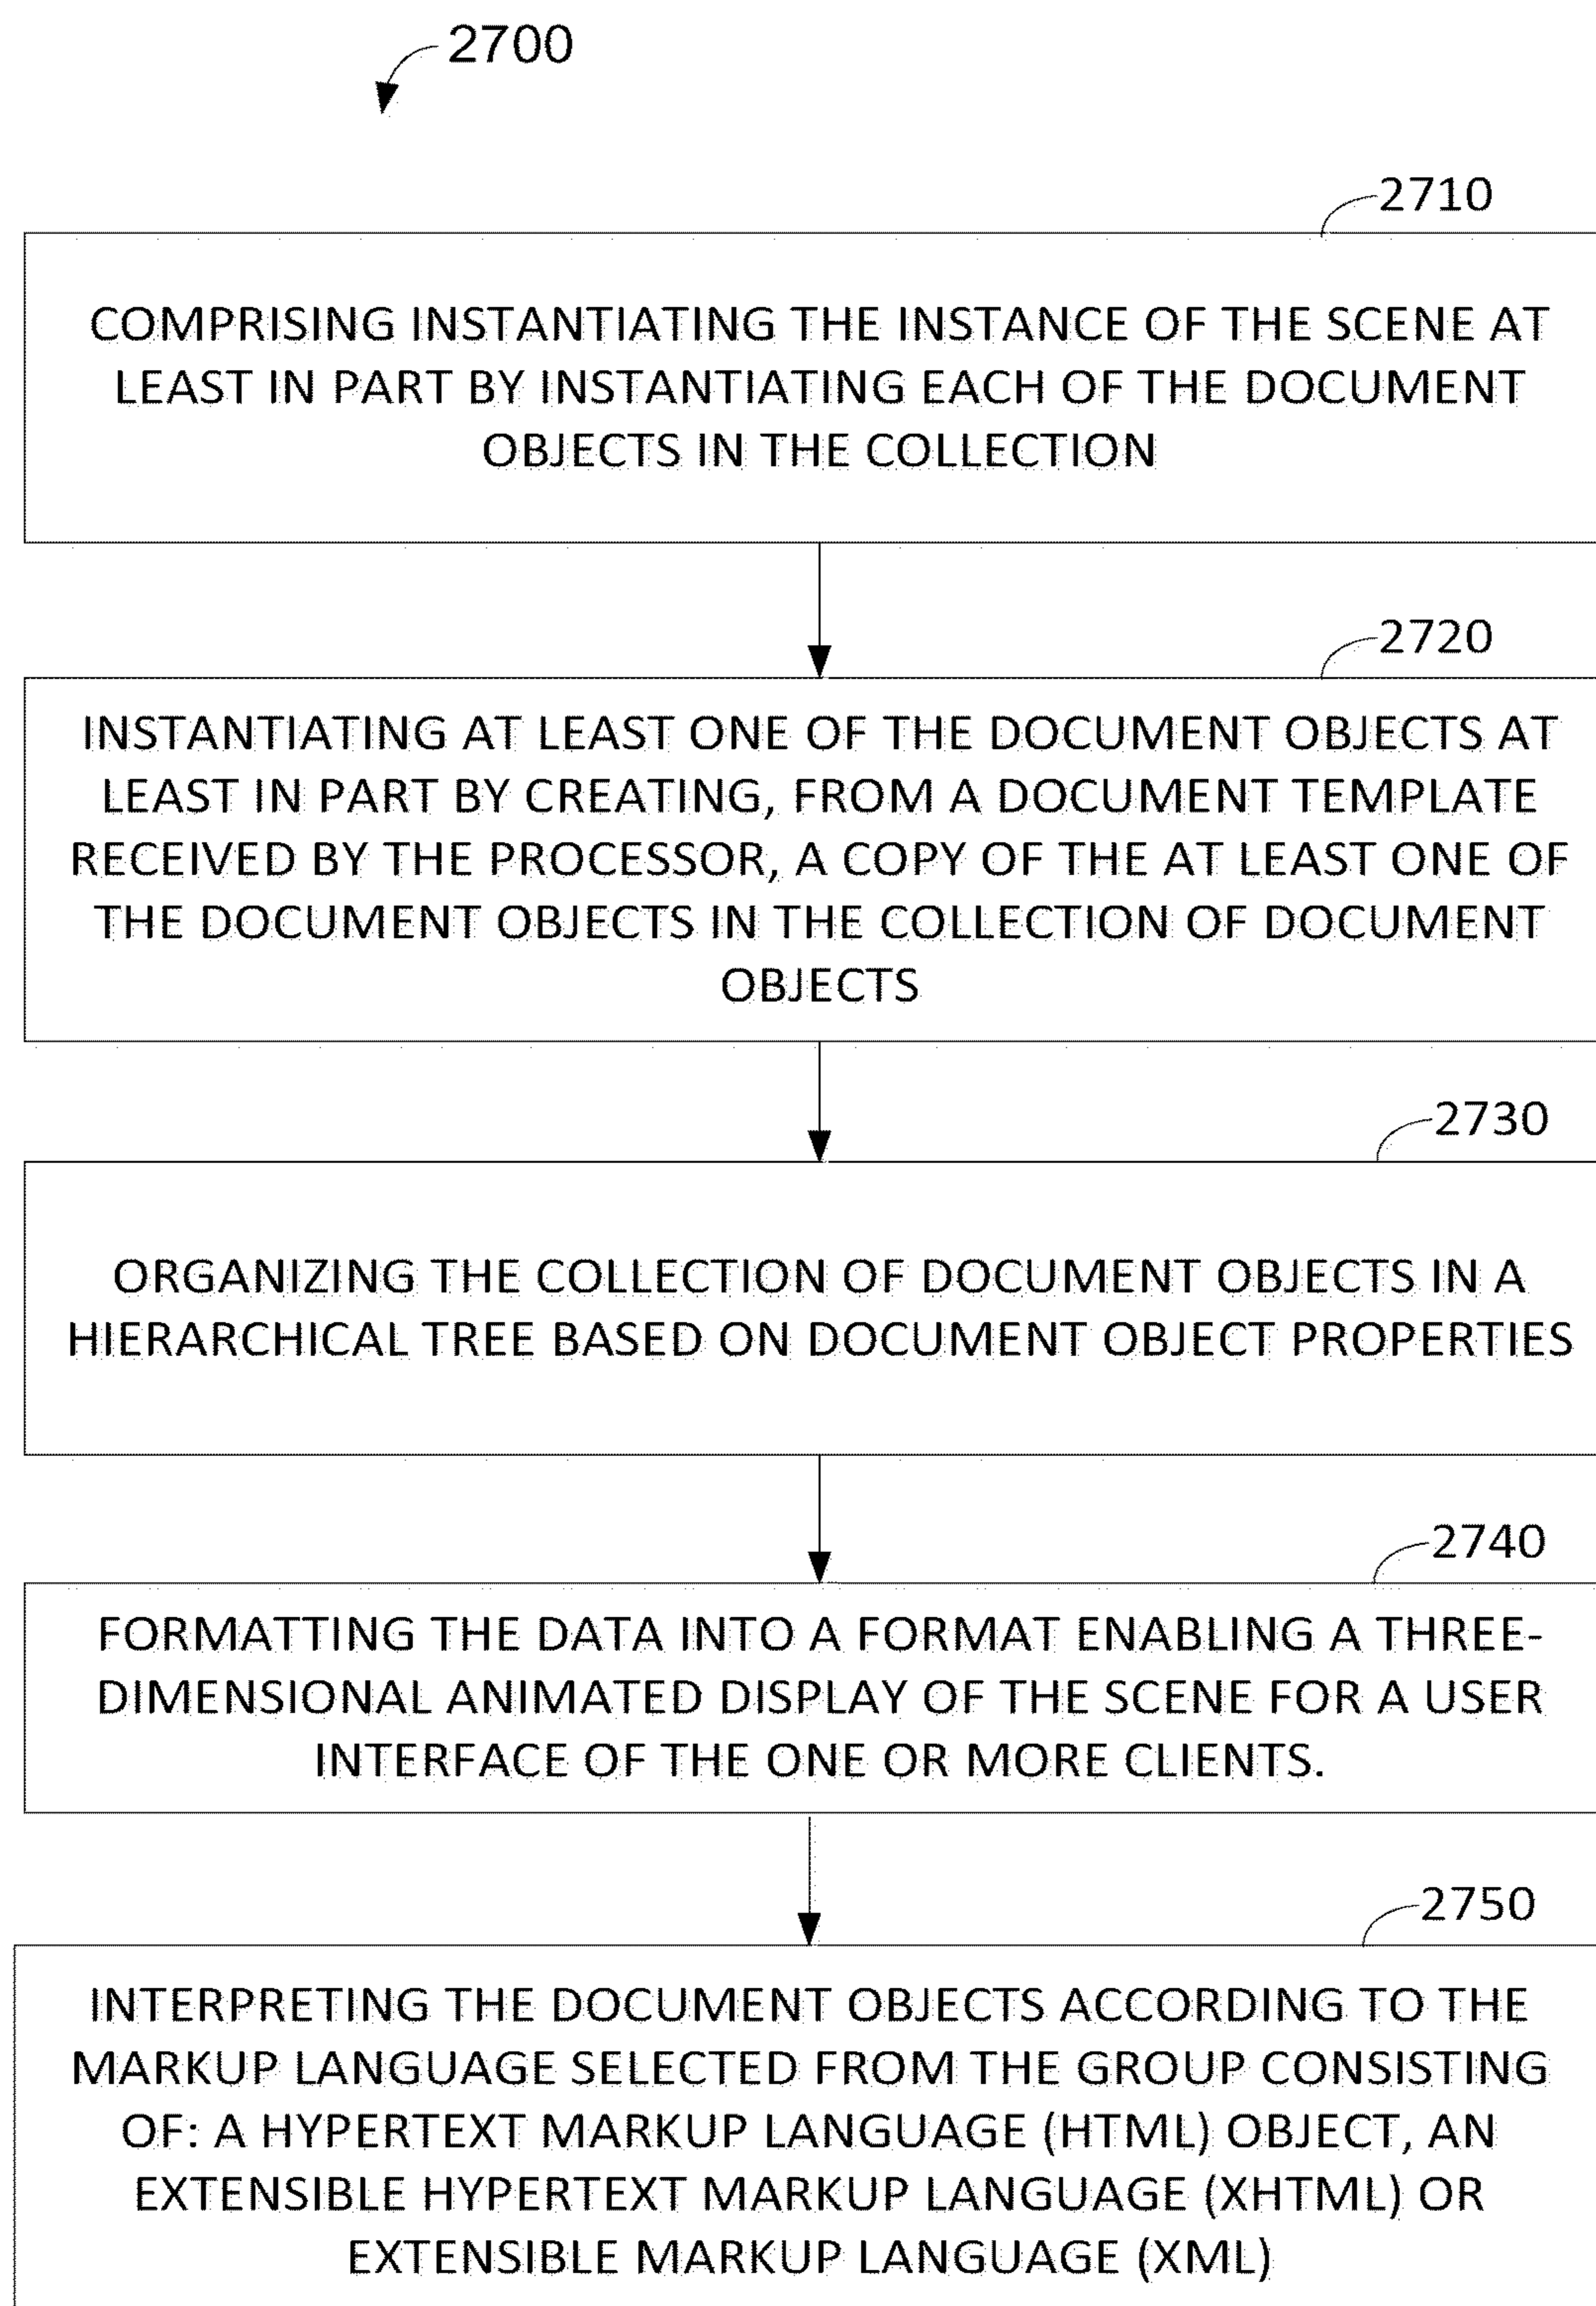 2700
2710
COMPRISING INSTANTIATING THE INSTANCE OF THE SCENE AT
LEAST IN PART BY INSTANTIATING EACH OF THE DOCUMENT
OBJECTS IN THE COLLECTION
2720
INSTANTIATING AT LEAST ONE OF THE DOCUMENT OBJECTS AT
LEAST IN PART BY CREATING, FROM A DOCUMENT TEMPLATE
RECEIVED BY THE PROCESSOR, A COPY OF THE AT LEAST ONE OF
THE DOCUMENT OBJECTS IN THE COLLECTION OF DOCUMENT
OBJECTS
2730
ORGANIZING THE COLLECTION OF DOCUMENT OBJECTS IN A
HIERARCHICAL TREE BASED ON DOCUMENT OBJECT PROPERTIES
2740
FORMATTING THE DATA INTO A FORMAT ENABLING A THREE-
DIMENSIONAL ANIMATED DISPLAY OF THE SCENE FOR A USER
INTERFACE OF THE ONE OR MORE CLIENTS.
2750
INTERPRETING THE DOCUMENT OBJECTS ACCORDING TO THE
MARKUP LANGUAGE SELECTED FROM THE GROUP CONSISTING
OF: A HYPERTEXT MARKUP LANGUAGE (HTML) OBJECT, AN
EXTENSIBLE HYPERTEXT MARKUP LANGUAGE (XHTML) OR
EXTENSIBLE MARKUP LANGUAGE (XML)